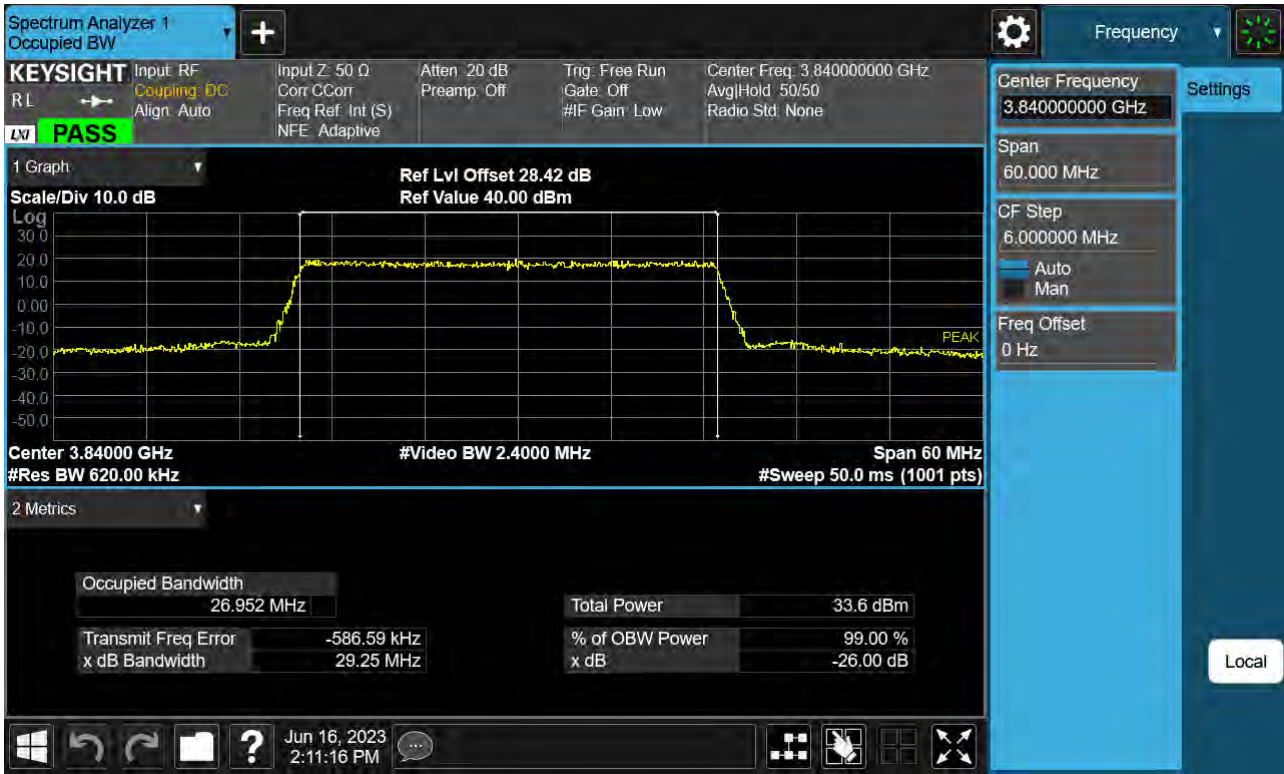 Spectrum Analyzer 1
Occupied BW
Frequency
KEYSIGHT
RL
LXI PASS
Input: RF
Coupling: DC
Align: Auto
Input Z: 50 Ω
Corr CCorr
Freq Ref: Int (S)
NFE: Adaptive
Atten: 20 dB
Preamp: Off
Trig: Free Run
Gate: Off
#IF Gain: Low
Center Freq: 3.840000000 GHz
Avg|Hold: 50/50
Radio Std: None
1 Graph
Scale/Div 10.0 dB
Ref Lvl Offset 28.42 dB
Ref Value 40.00 dBm
Log
30.0
20.0
10.0
0.00
-10.0
-20.0
-30.0
-40.0
-50.0
PEAK
Center 3.84000 GHz
#Video BW 2.4000 MHz
Span 60 MHz
#Res BW 620.00 kHz
#Sweep 50.0 ms (1001 pts)
2 Metrics
Occupied Bandwidth
26.952 MHz
Total Power 33.6 dBm
Transmit Freq Error -586.59 kHz
% of OBW Power 99.00 %
x dB Bandwidth 29.25 MHz
x dB -26.00 dB
Center Frequency
3.840000000 GHz
Settings
Span
60.000 MHz
CF Step
6.000000 MHz
Auto
Man
Freq Offset
0 Hz
Local
?
Jun 16, 2023
2:11:16 PM